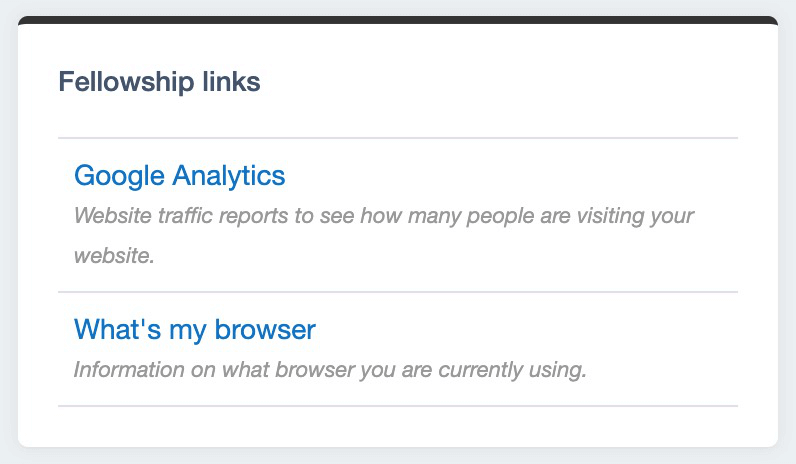 Fellowship links
Google Analytics
Website traffic reports to see how many people are visiting your
website.
What's my browser
Information on what browser you are currently using.